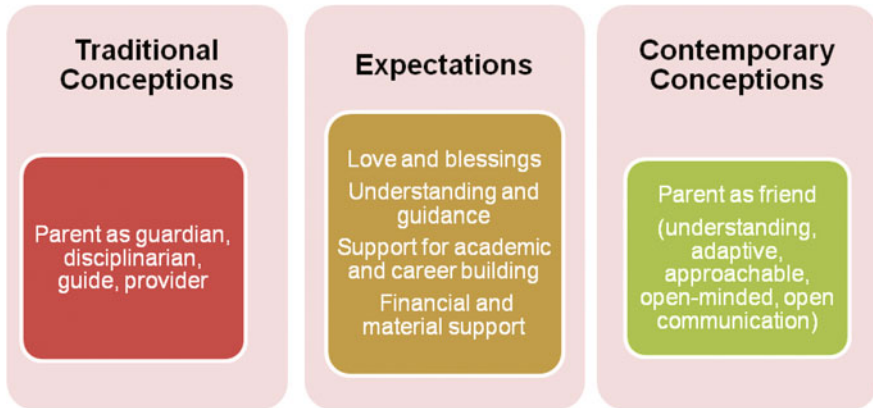 Traditional
Conceptions
Parent as guardian,
disciplinarian,
guide, provider
Expectations
Love and blessings
Understanding and
guidance
Support for academic
and career building
Financial and
material support
Contemporary
Conceptions
Parent as friend
(understanding,
adaptive,
approachable,
open-minded, open
communication)